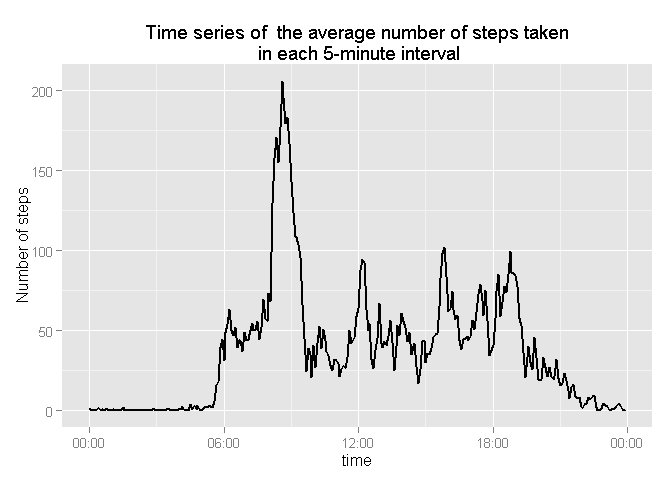 Time series of  the average number of steps taken
in each 5-minute interval
Number of steps
200
150
100
50
0
00:00
06:00
12:00
18:00
00:00
time